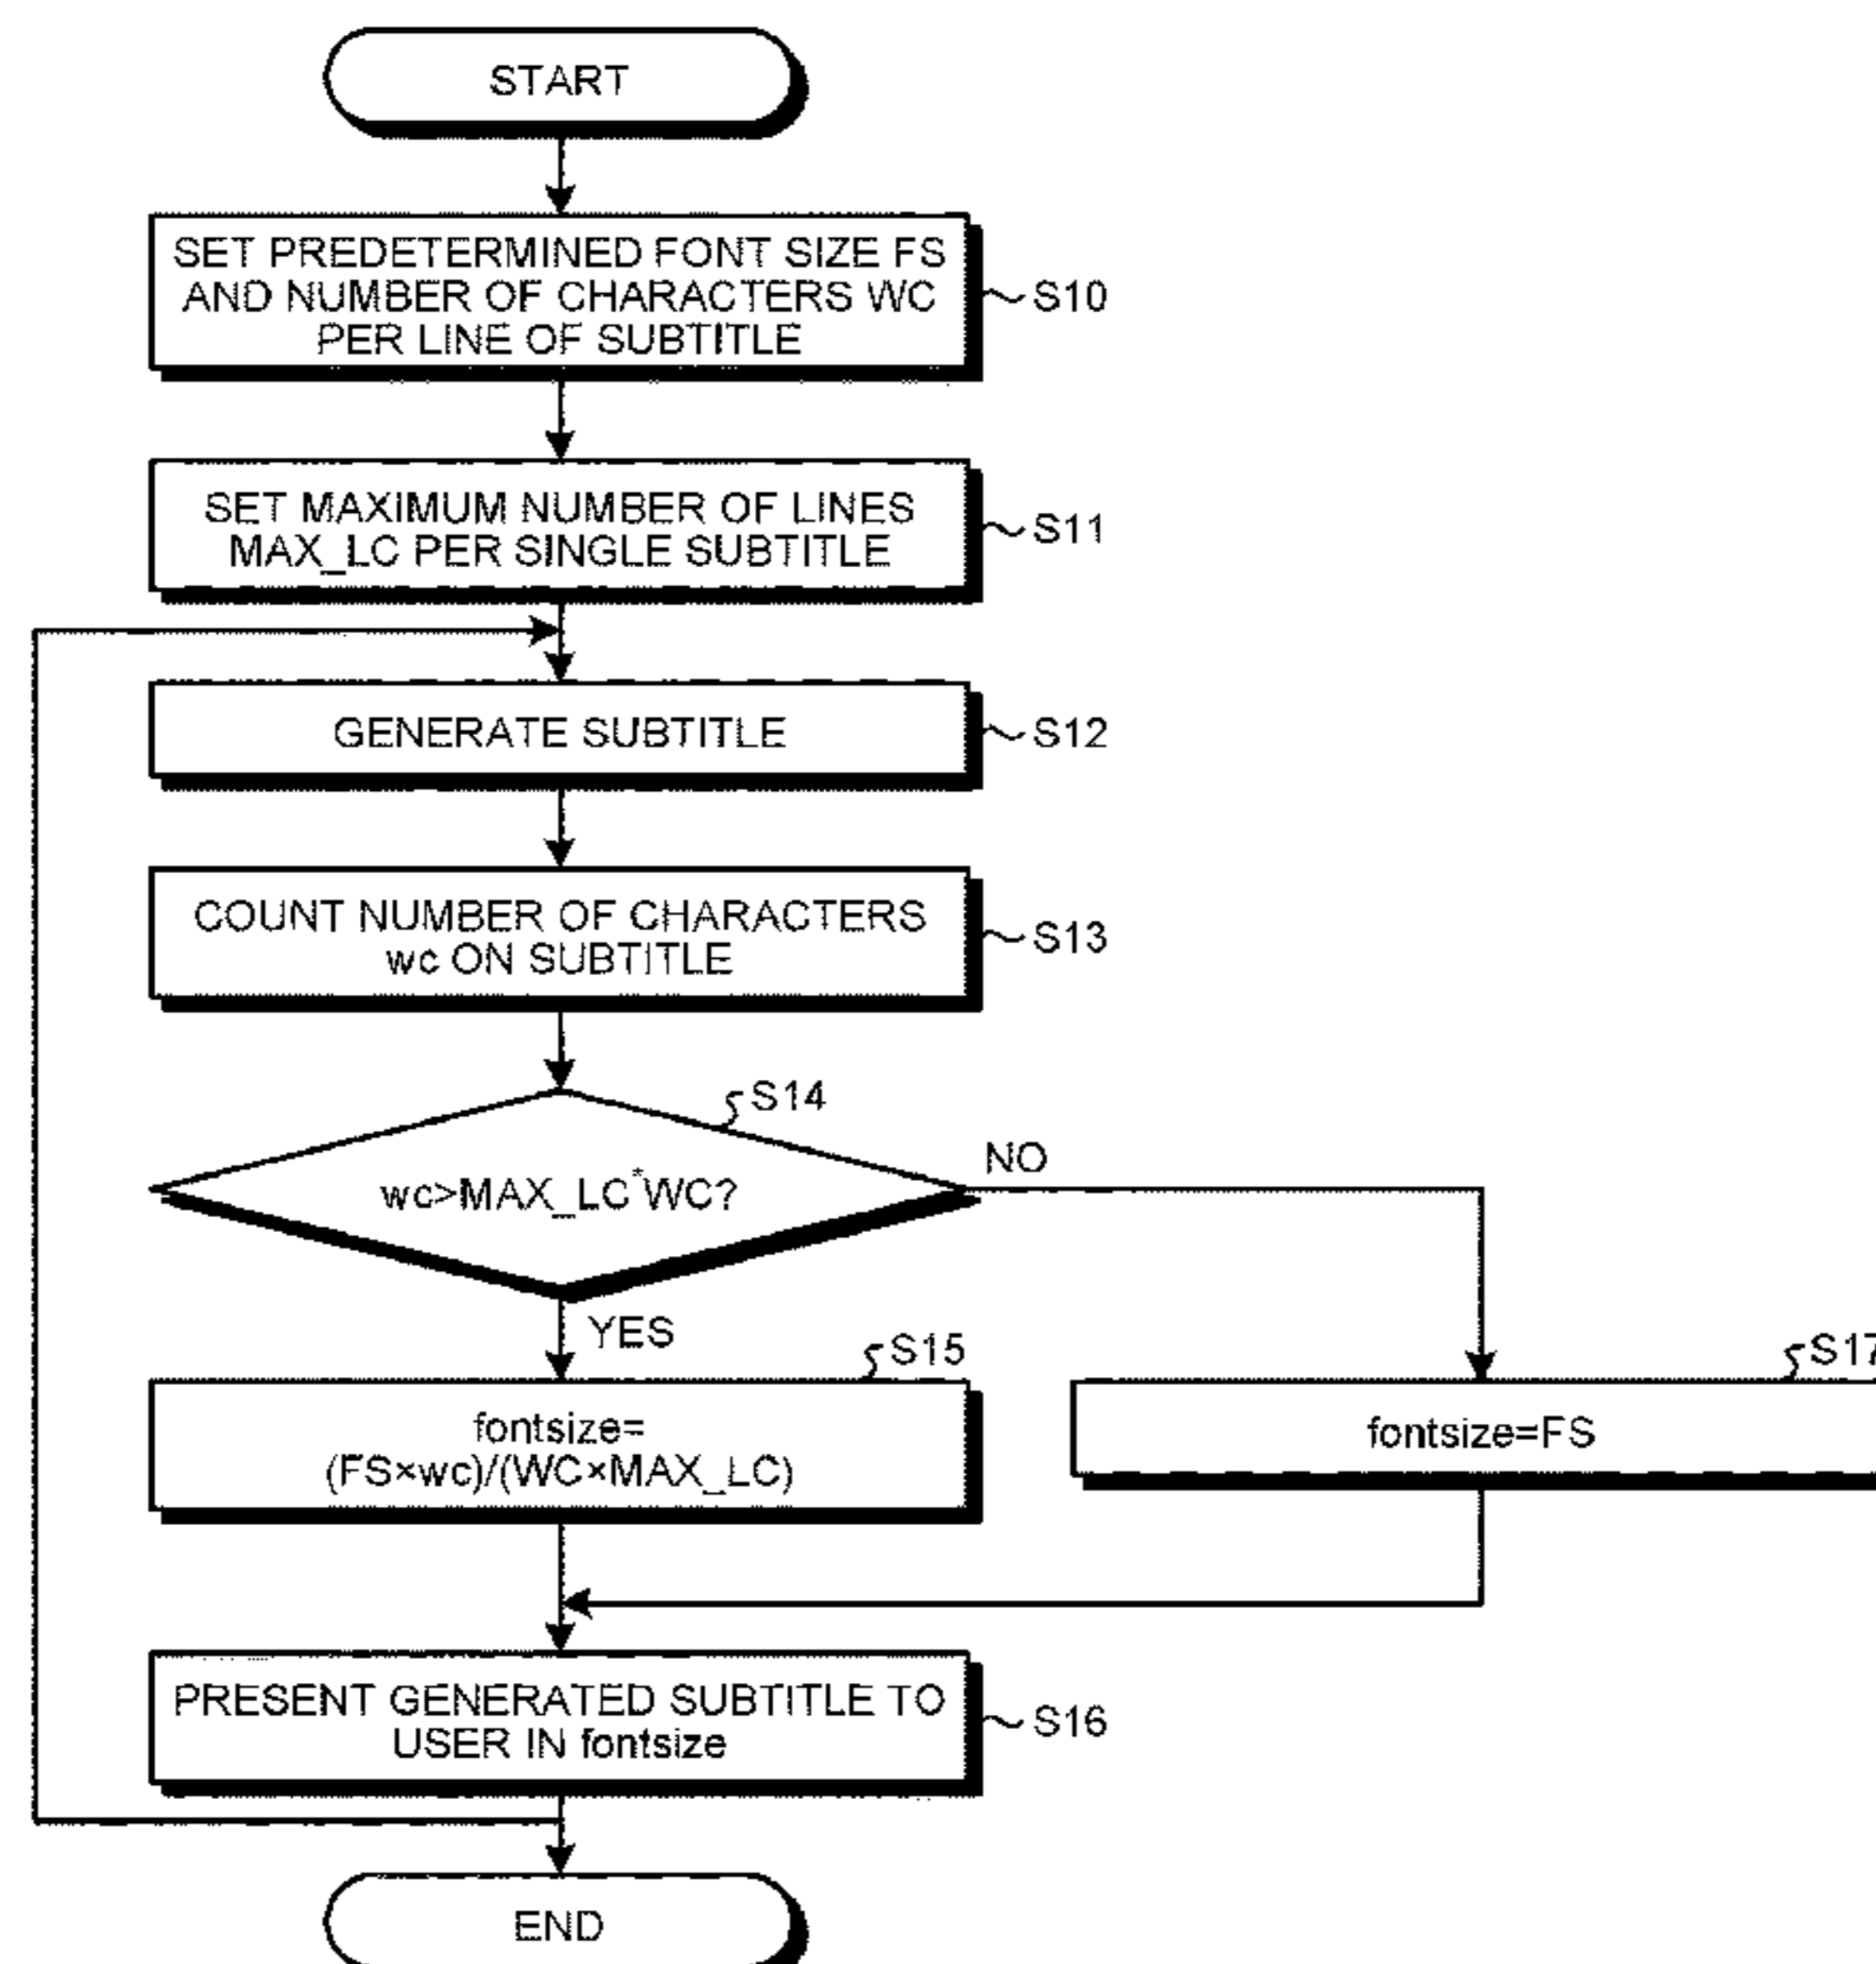 START
SET PREDETERMINED FONT SIZE FS
AND NUMBER OF CHARACTERS WC
PER LINE OF SUBTITLE
S10
SET MAXIMUM NUMBER OF LINES
MAX_LC PER SINGLE SUBTITLE
S11
GENERATE SUBTITLE
S12
COUNT NUMBER OF CHARACTERS
wc ON SUBTITLE
S13
S14
wc>MAX_LC*WC?
NO
YES
S15
fontsize=
(FS×wc)/(WC×MAX_LC)
S17
fontsize=FS
PRESENT GENERATED SUBTITLE TO
USER IN fontsize
S16
END